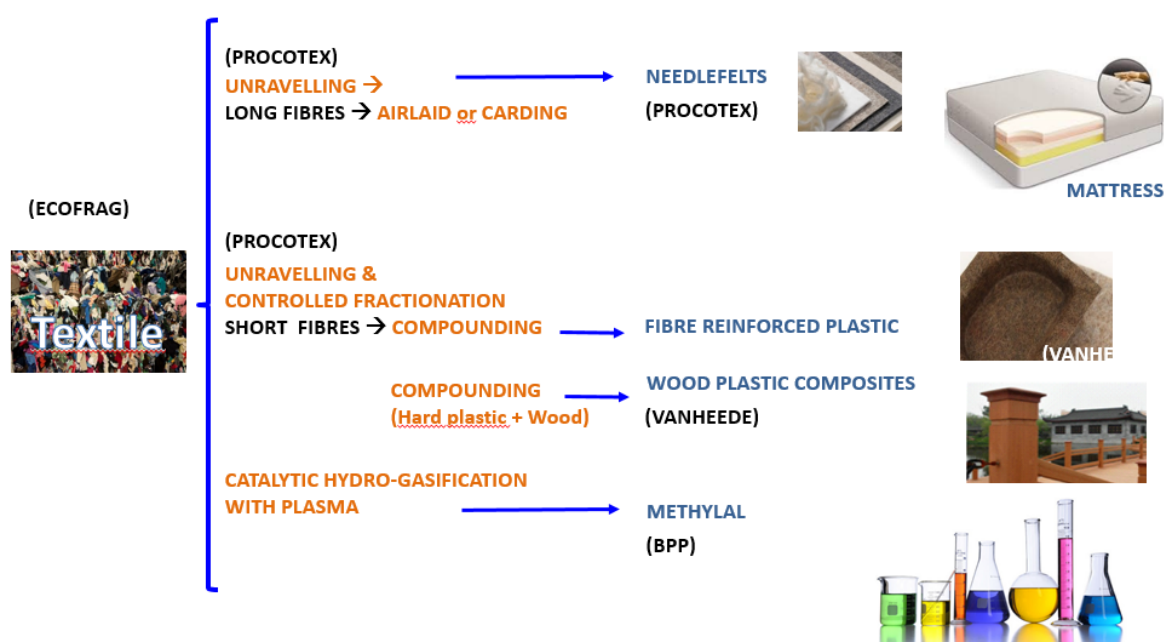 (ECOFRAG)
Textile
(PROCOTEX)
UNRAVELLING →
LONG FIBRES → AIRLAID or CARDING
NEEDLEFELTS
(PROCOTEX)
MATTRESS
(PROCOTEX)
UNRAVELLING &
CONTROLLED FRACTIONATION
SHORT FIBRES → COMPOUNDING
FIBRE REINFORCED PLASTIC
(VANHE
COMPOUNDING
(Hard plastic + Wood)
WOOD PLASTIC COMPOSITES
(VANHEEDE)
CATALYTIC HYDRO-GASIFICATION
WITH PLASMA
METHYLAL
(BPP)